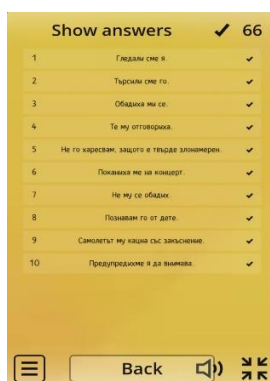 Show answers ✓ 66
1 Гледали сме я. ✓
2 Търсили сме го. ✓
3 Обадиха ми се. ✓
4 Те му отговориха. ✓
5 Не го харесвам, защото е твърде злонамерен. ✓
6 Поканиха ме на концерт. ✓
7 Не му се обадих. ✓
8 Познавам го от дете. ✓
9 Самолетът му кацна със закъснение. ✓
10 Предупредихме я да внимава. ✓
Back